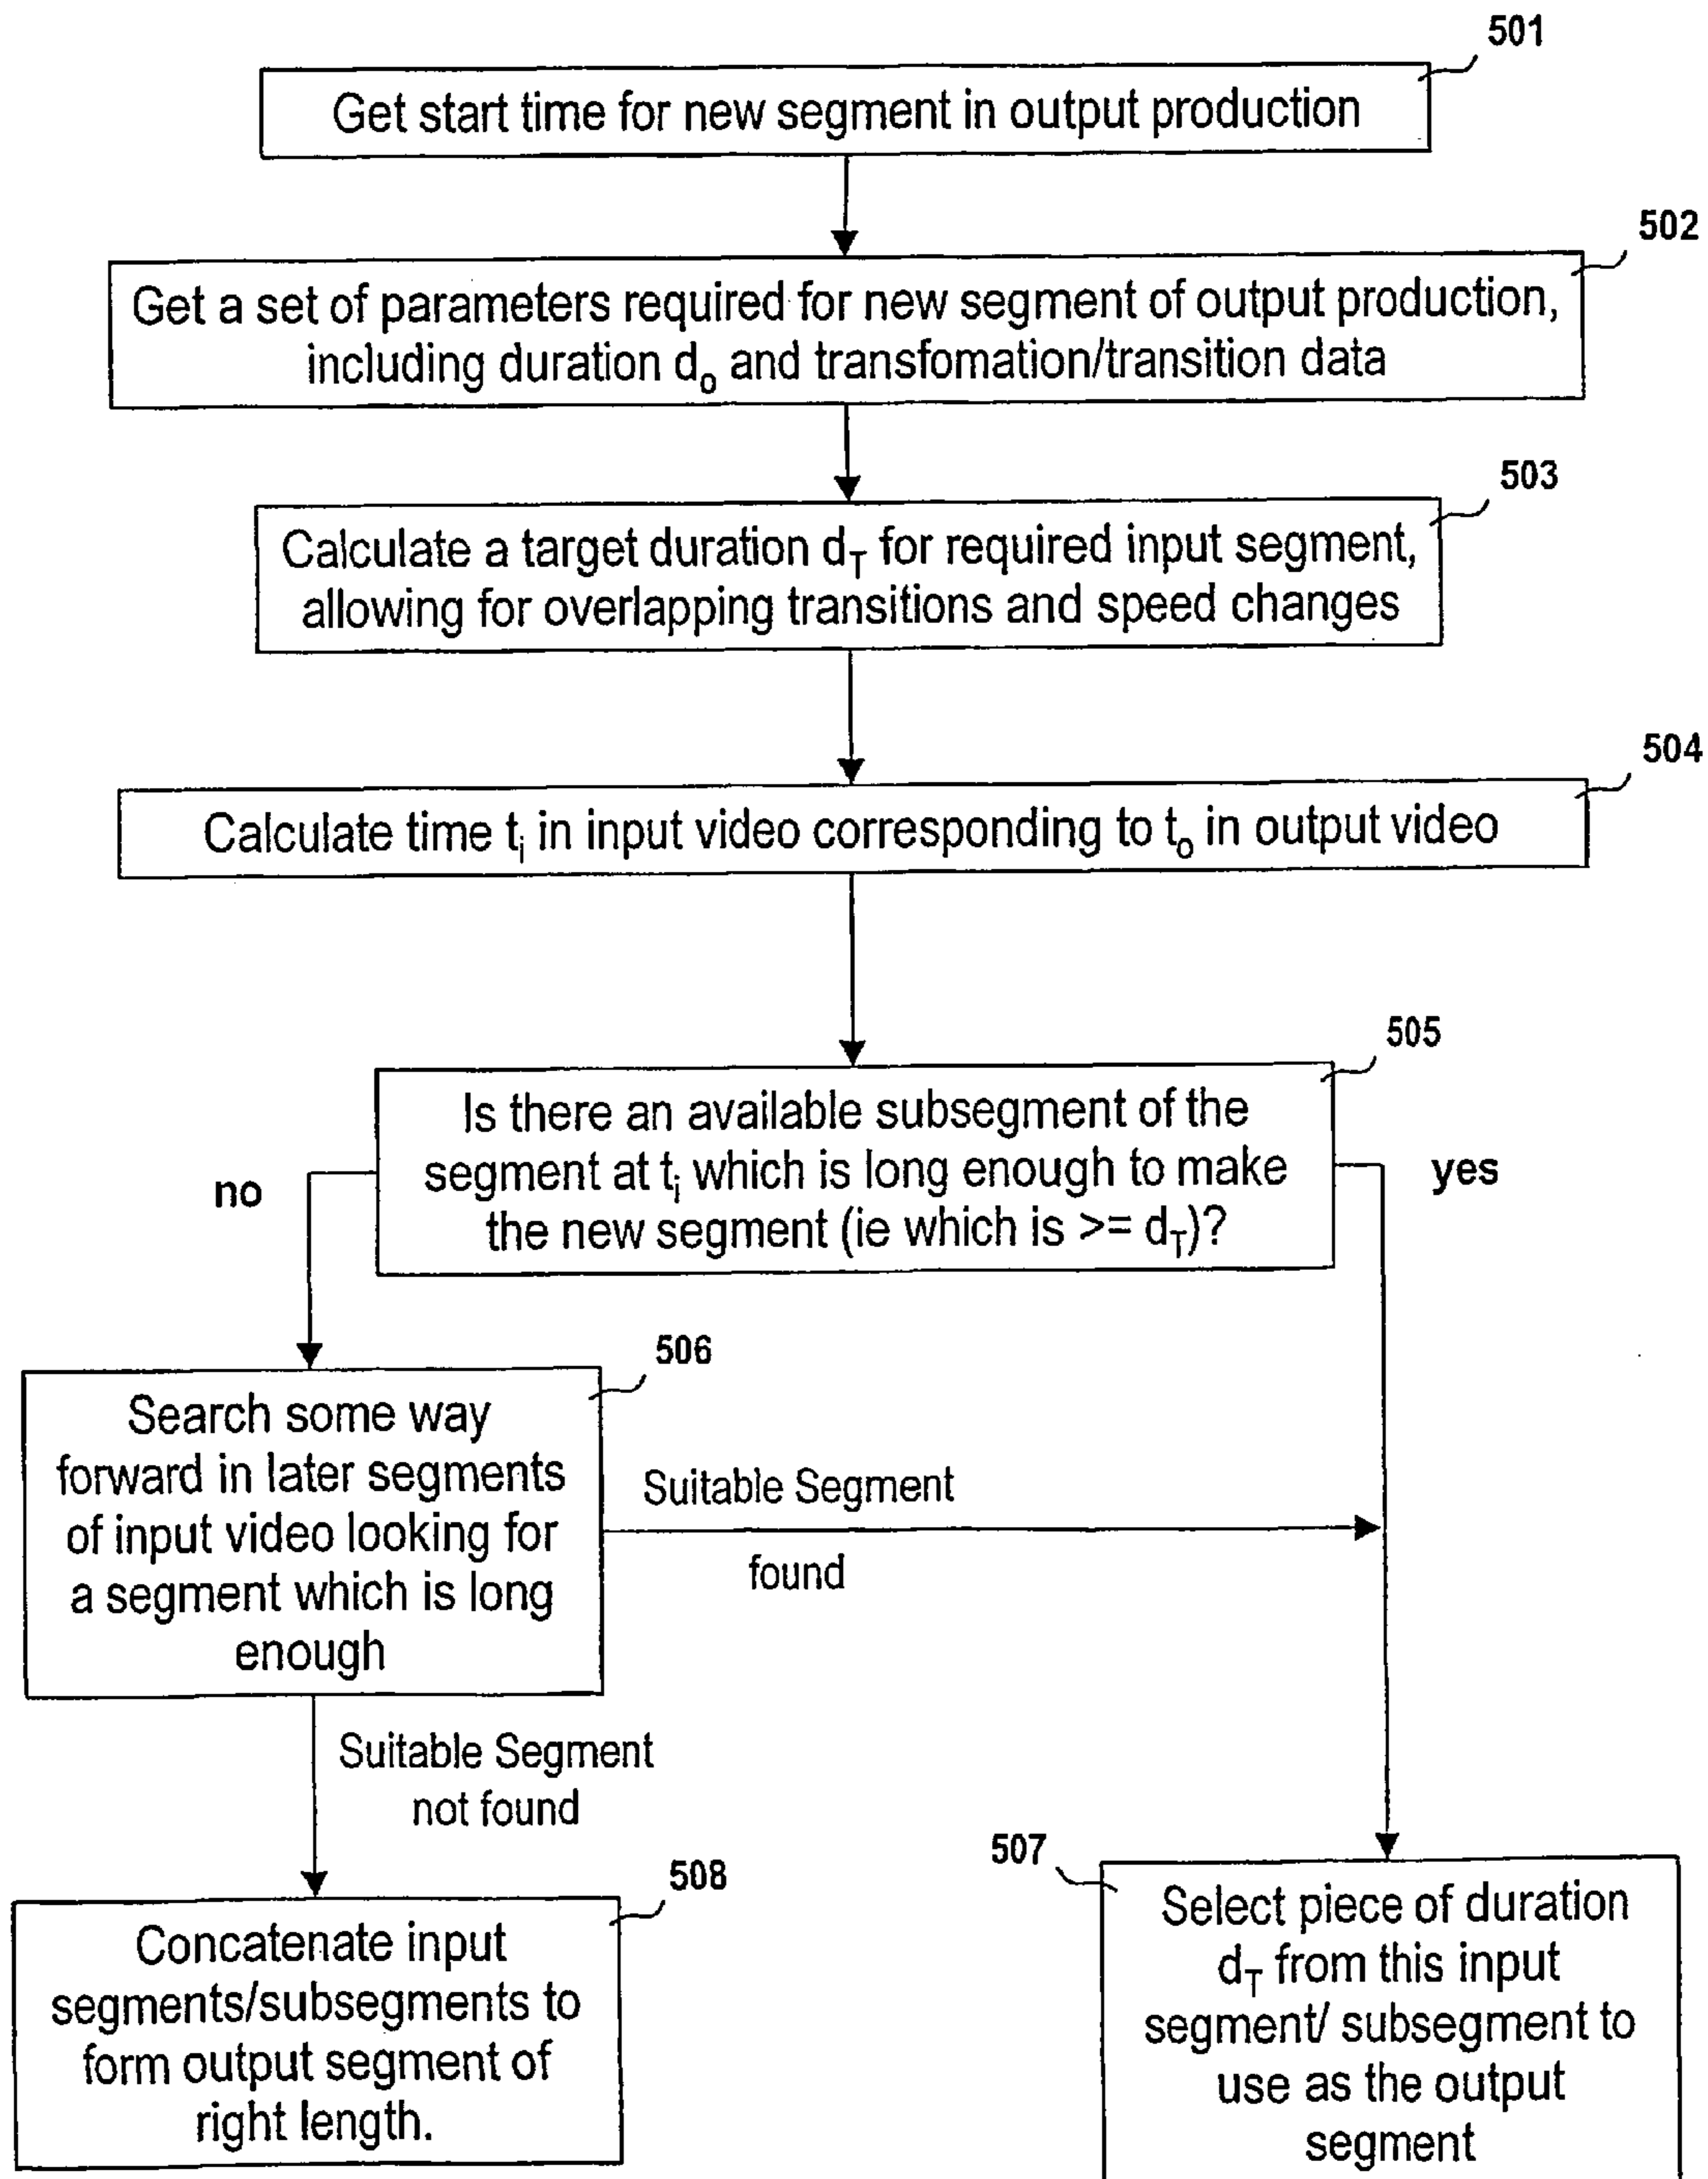 501
Get start time for new segment in output production
502
Get a set of parameters required for new segment of output production,
including duration d₀ and transfomation/transition data
503
Calculate a target duration d_T for required input segment,
allowing for overlapping transitions and speed changes
504
Calculate time t_i in input video corresponding to t₀ in output video
505
Is there an available subsegment of the
segment at t_i which is long enough to make
the new segment (ie which is >= d_T)?
no
yes
506
Search some way
forward in later segments
of input video looking for
a segment which is long
enough
Suitable Segment
found
Suitable Segment
not found
508
Concatenate input
segments/subsegments to
form output segment of
right length.
507
Select piece of duration
d_T from this input
segment/ subsegment to
use as the output
segment